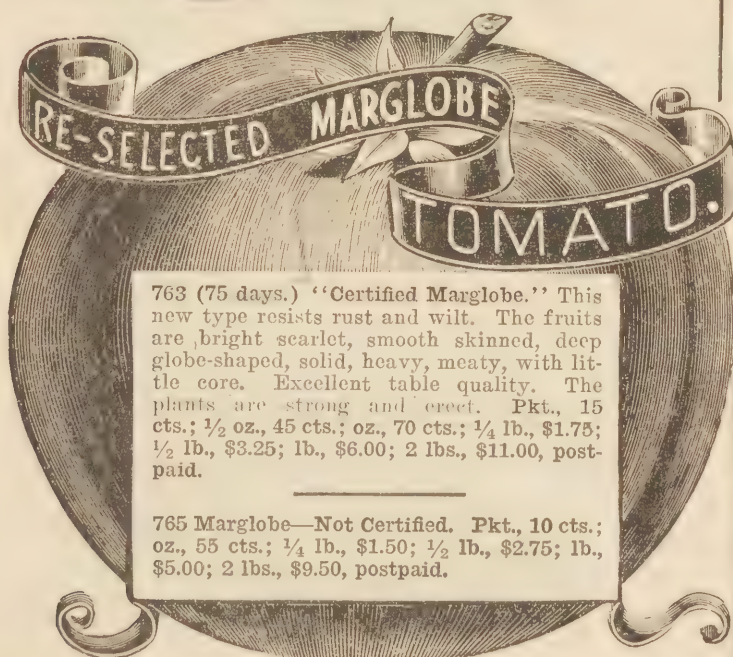 RE-SELECTED MARGLOBE
TOMATO.
763 (75 days.) “Certified Marglobe.” This
new type resists rust and wilt. The fruits
are bright scarlet, smooth skinned, deep
globe-shaped, solid, heavy, meaty, with lit-
tle core. Excellent table quality. The
plants are strong and erect. Pkt., 15
cts.; ½ oz., 45 cts.; oz., 70 cts.; ¼ lb., $1.75;
½ lb., $3.25; lb., $6.00; 2 lbs., $11.00, post-
paid.
765 Marglobe—Not Certified. Pkt., 10 cts.;
oz., 55 cts.; ¼ lb., $1.50; ½ lb., $2.75; lb.,
$5.00; 2 lbs., $9.50, postpaid.